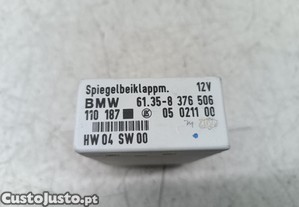 Spiegelbeiklappm. 12V
BMW 61.35-8 376 506
110 187 05 0211 00
HW 04 SW 00
CustoJusto.pt